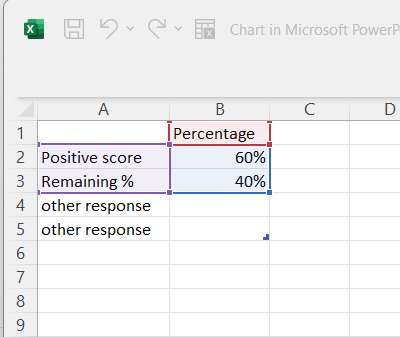 Chart in Microsoft PowerP
A B C D
1 Percentage
2 Positive score 60%
3 Remaining % 40%
4 other response
5 other response
6
7
8
9